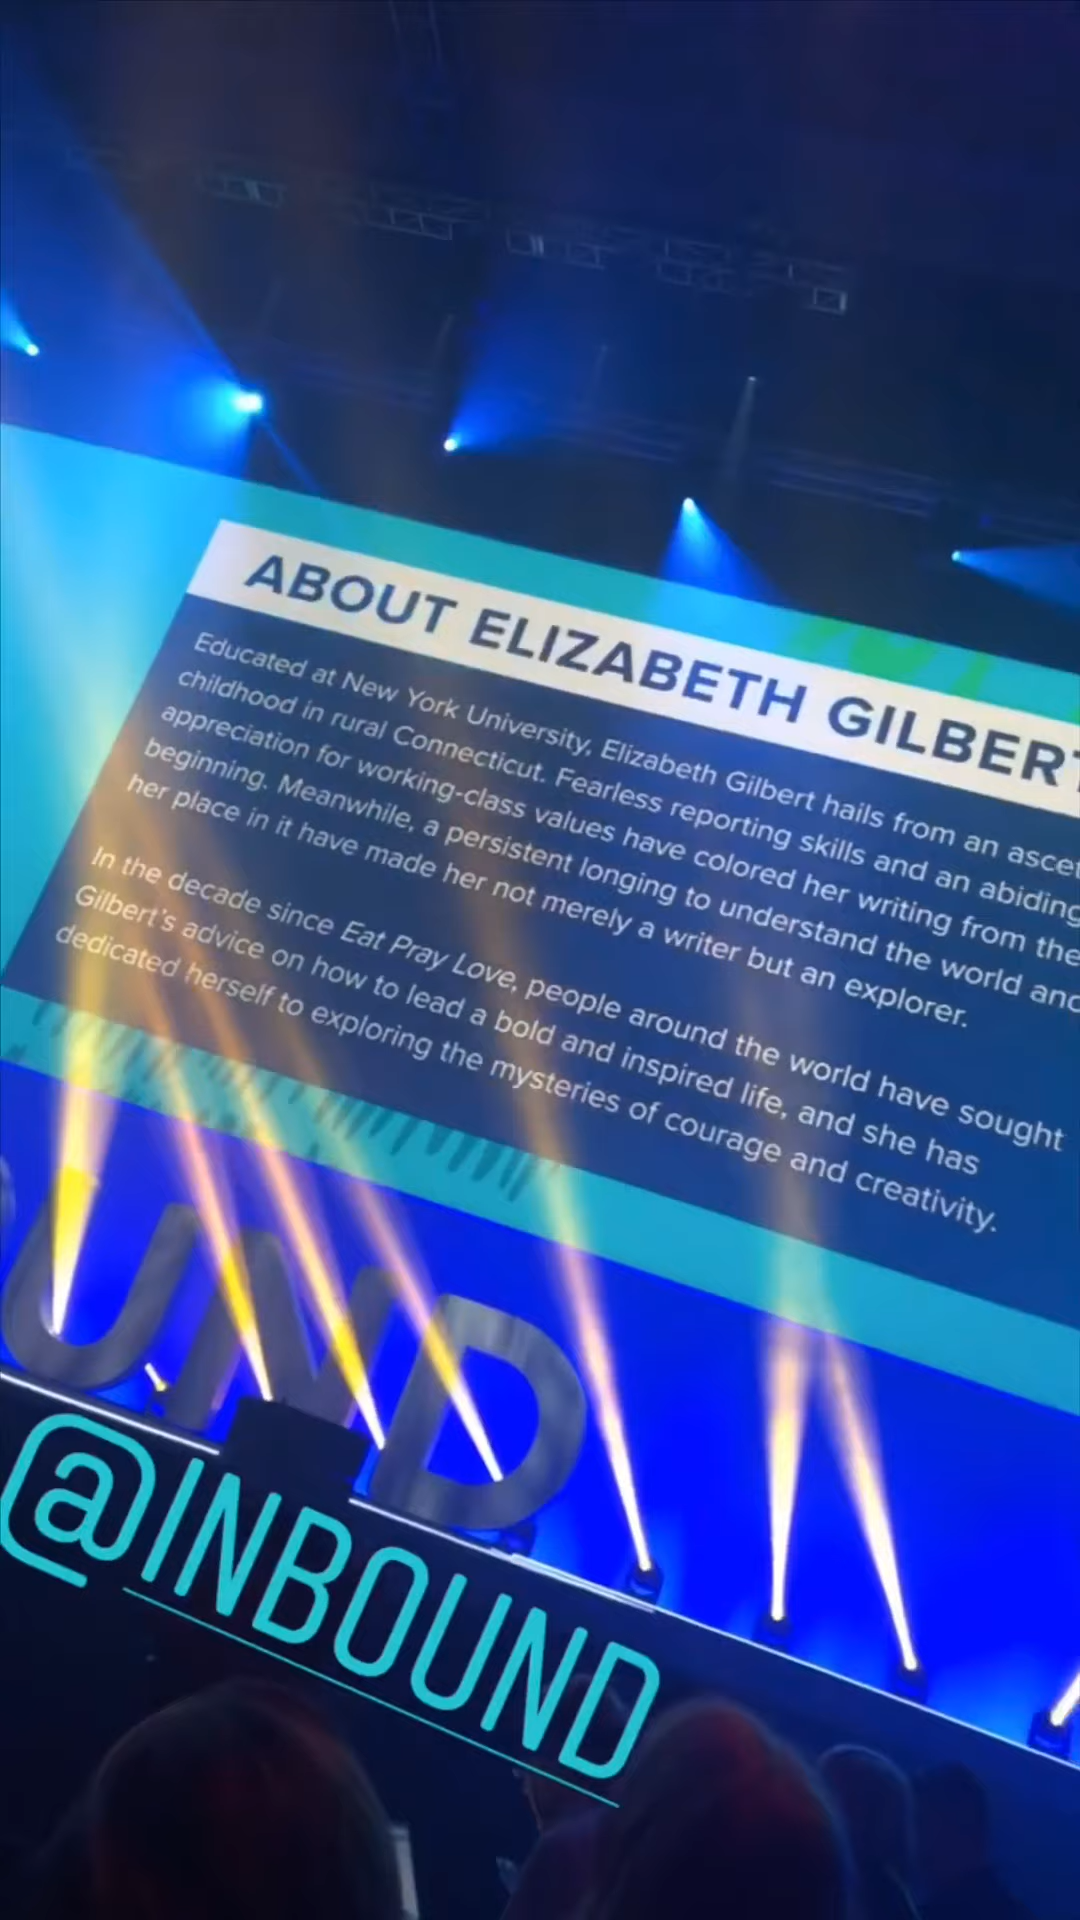 ABOUT ELIZABETH GILBERT
Educated at New York University, Elizabeth Gilbert hails from an
childhood in rural Connecticut. Fearless reporting skills and an abiding
appreciation for working-class values have colored her writing from the
beginning. Meanwhile, a persistent longing to understand the world and
her place in it have made her not merely a writer but an explorer.
In the decade since Eat Pray Love, people around the world have sought
Gilbert's advice on how to lead a bold and inspired life, and she has
dedicated herself to exploring the mysteries of courage and creativity.
UND
@INBOUND